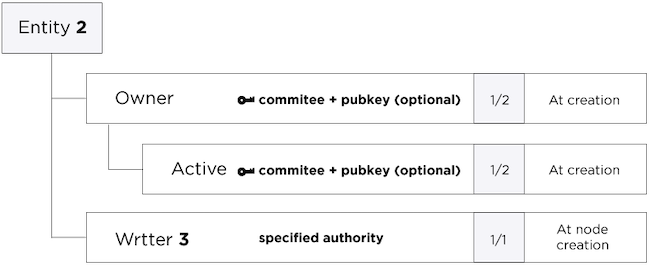 Entity 2
Owner commitee + pubkey (optional) 1/2 At creation
Active commitee + pubkey (optional) 1/2 At creation
Wrtter 3 specified authority 1/1 At node
creation